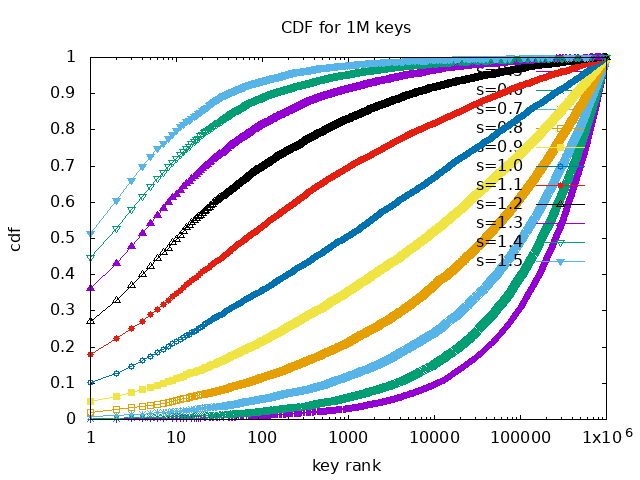 CDF for 1M keys
cdf
1
0.9
0.8
0.7
0.6
0.5
0.4
0.3
0.2
0.1
0
s=0.6
s=0.7
s=0.8
s=0.9
s=1.0
s=1.1
s=1.2
s=1.3
s=1.4
s=1.5
1
10
100
1000
10000
100000
1x10^6
key rank